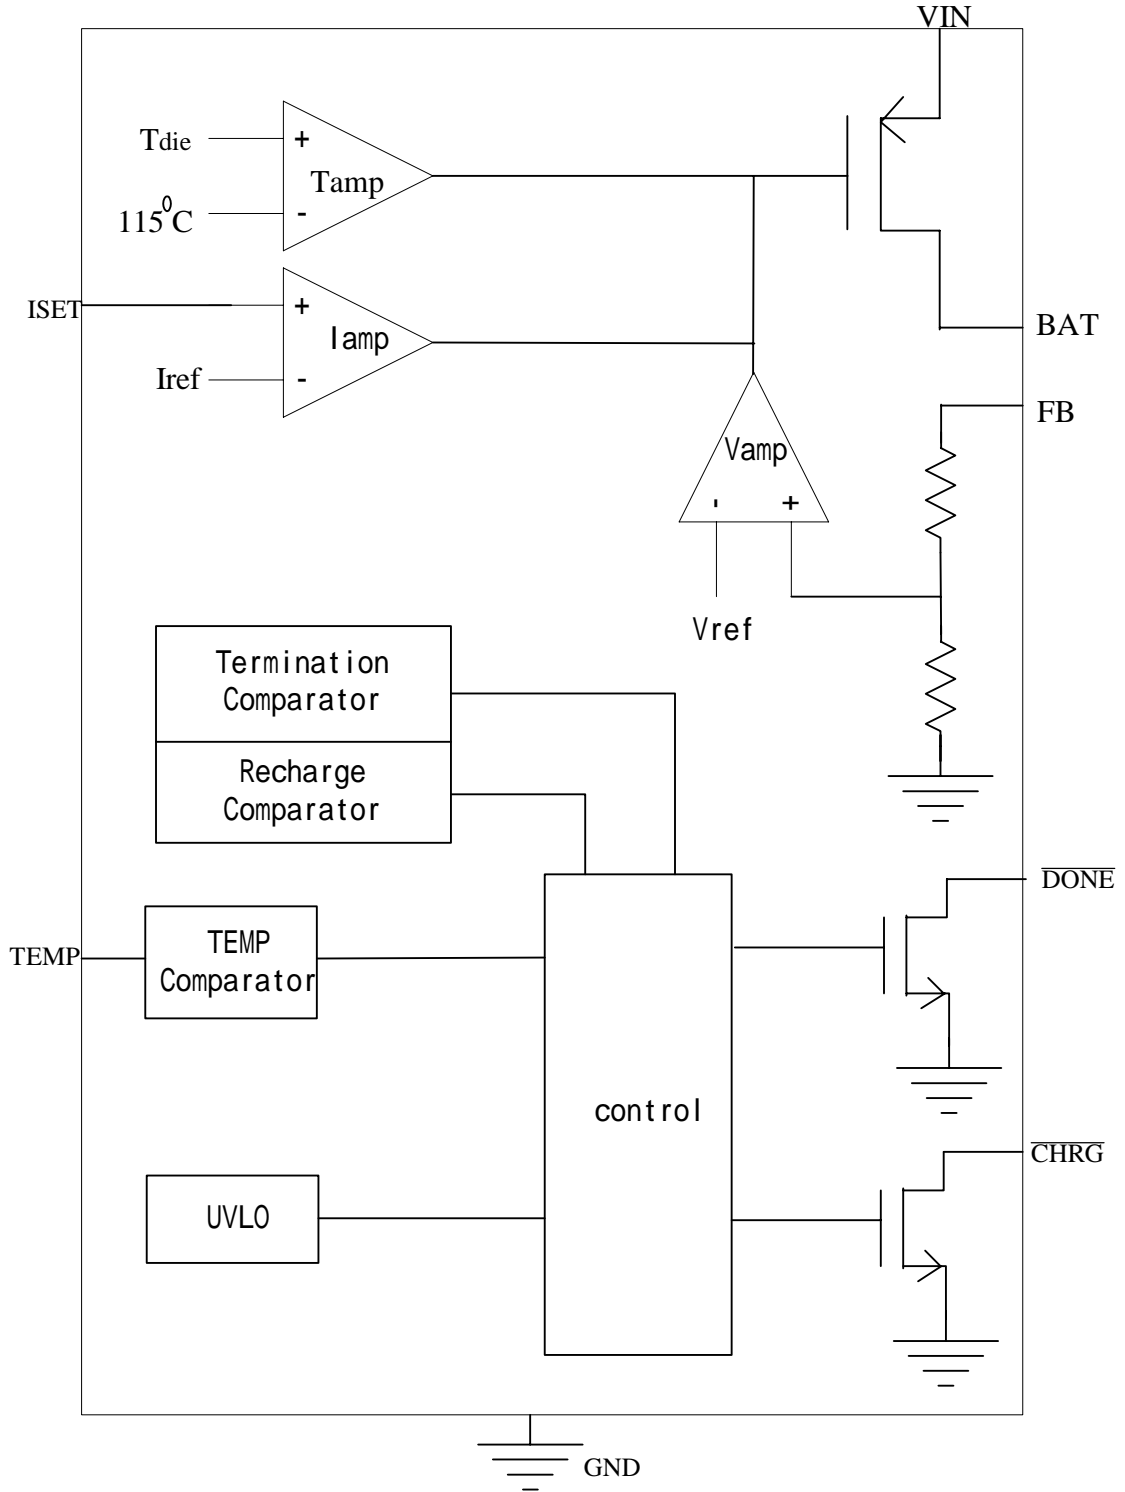 VIN
Tdie
+
Tamp
115⁰C
-
ISET
+
Iamp
Iref
-
BAT
FB
Vamp
- +
Vref
Termination
Comparator
Recharge
Comparator
DONE
TEMP
TEMP
Comparator
control
CHRG
UVLO
GND